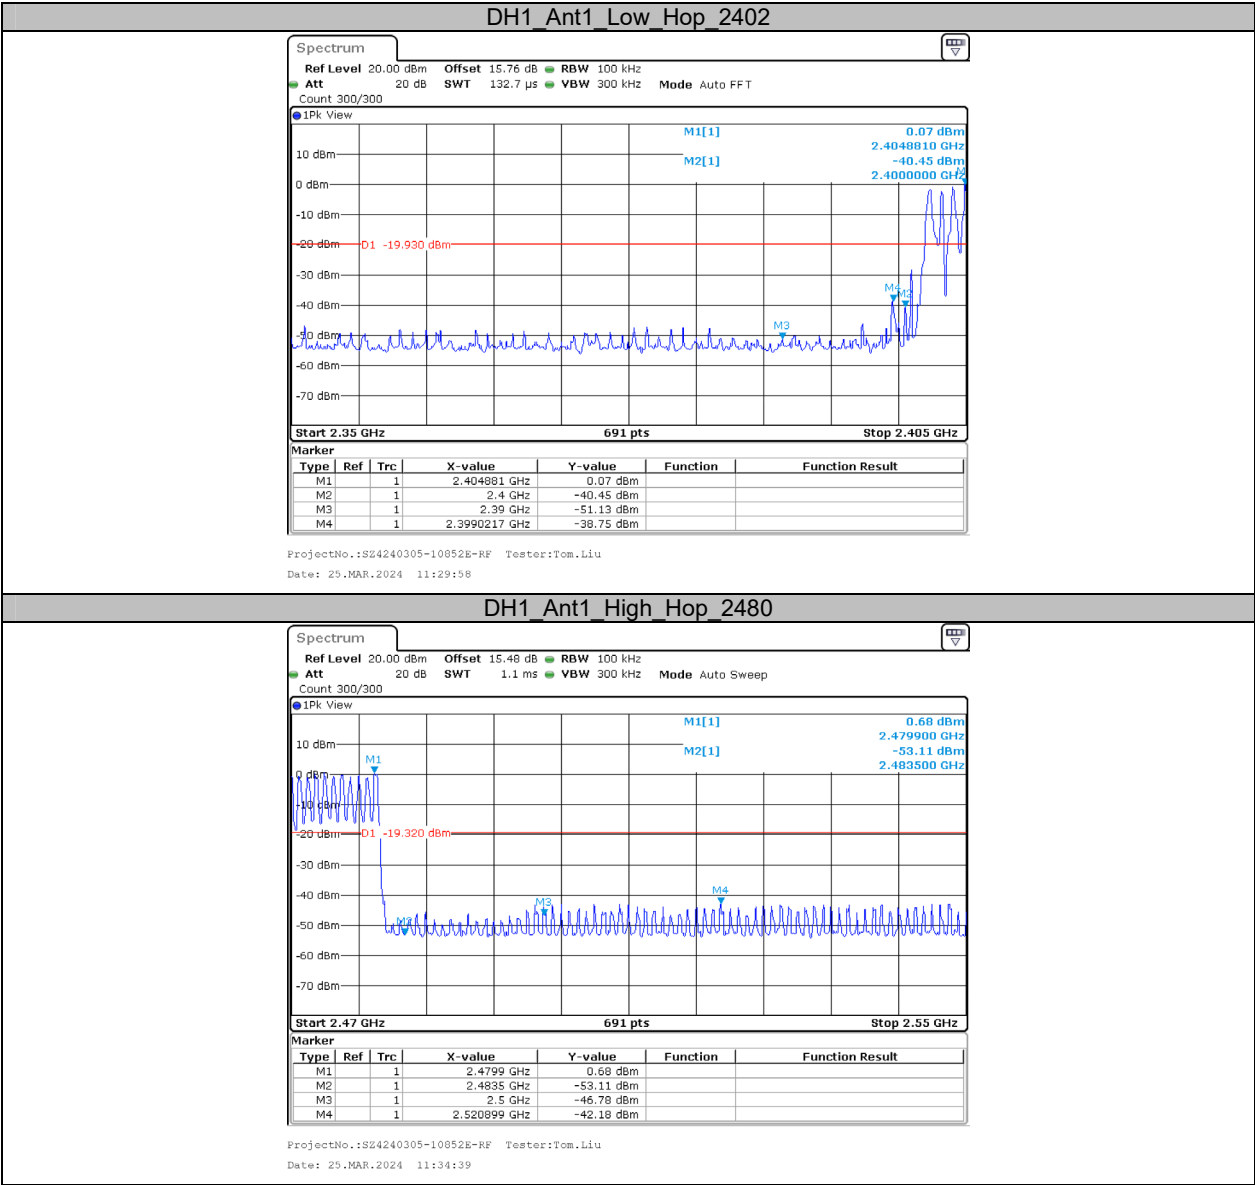 DH1_Ant1_Low_Hop_2402
Spectrum
Ref Level 20.00 dBm Offset 15.76 dB RBW 100 kHz
Att 20 dB SWT 132.7 µs VBW 300 kHz Mode Auto FFT
Count 300/300
1Pk View
M1[1] 0.07 dBm
2.4048810 GHz
10 dBm
M2[1] -40.45 dBm
2.4000000 GHz
0 dBm
-10 dBm
-20 dBm
D1 -19.930 dBm
-30 dBm
M4
M2
-40 dBm
M3
-50 dBm
-60 dBm
-70 dBm
Start 2.35 GHz 691 pts Stop 2.405 GHz
Marker
Type Ref Trc X-value Y-value Function Function Result
M1 1 2.404881 GHz 0.07 dBm
M2 1 2.4 GHz -40.45 dBm
M3 1 2.39 GHz -51.13 dBm
M4 1 2.3990217 GHz -38.75 dBm
ProjectNo.:SZ4240305-10852E-RF Tester:Tom.Liu
Date: 25.MAR.2024 11:29:58
DH1_Ant1_High_Hop_2480
Spectrum
Ref Level 20.00 dBm Offset 15.48 dB RBW 100 kHz
Att 20 dB SWT 1.1 ms VBW 300 kHz Mode Auto Sweep
Count 300/300
1Pk View
M1[1] 0.68 dBm
2.479900 GHz
10 dBm
M2[1] -53.11 dBm
2.483500 GHz
M1
0 dBm
-10 dBm
-20 dBm
D1 -19.320 dBm
-30 dBm
-40 dBm
M4
M3
M2
-50 dBm
-60 dBm
-70 dBm
Start 2.47 GHz 691 pts Stop 2.55 GHz
Marker
Type Ref Trc X-value Y-value Function Function Result
M1 1 2.4799 GHz 0.68 dBm
M2 1 2.4835 GHz -53.11 dBm
M3 1 2.5 GHz -46.78 dBm
M4 1 2.520899 GHz -42.18 dBm
ProjectNo.:SZ4240305-10852E-RF Tester:Tom.Liu
Date: 25.MAR.2024 11:34:39